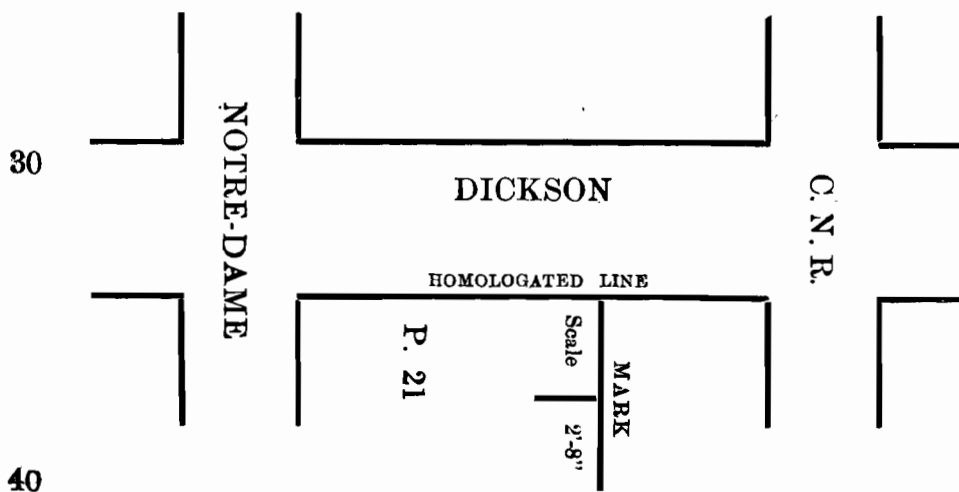 30
NOTRE-DAME
DICKSON
C. N. R.
HOMOLOGATED LINE
P. 21
Scale
2'-8"
MARK
40